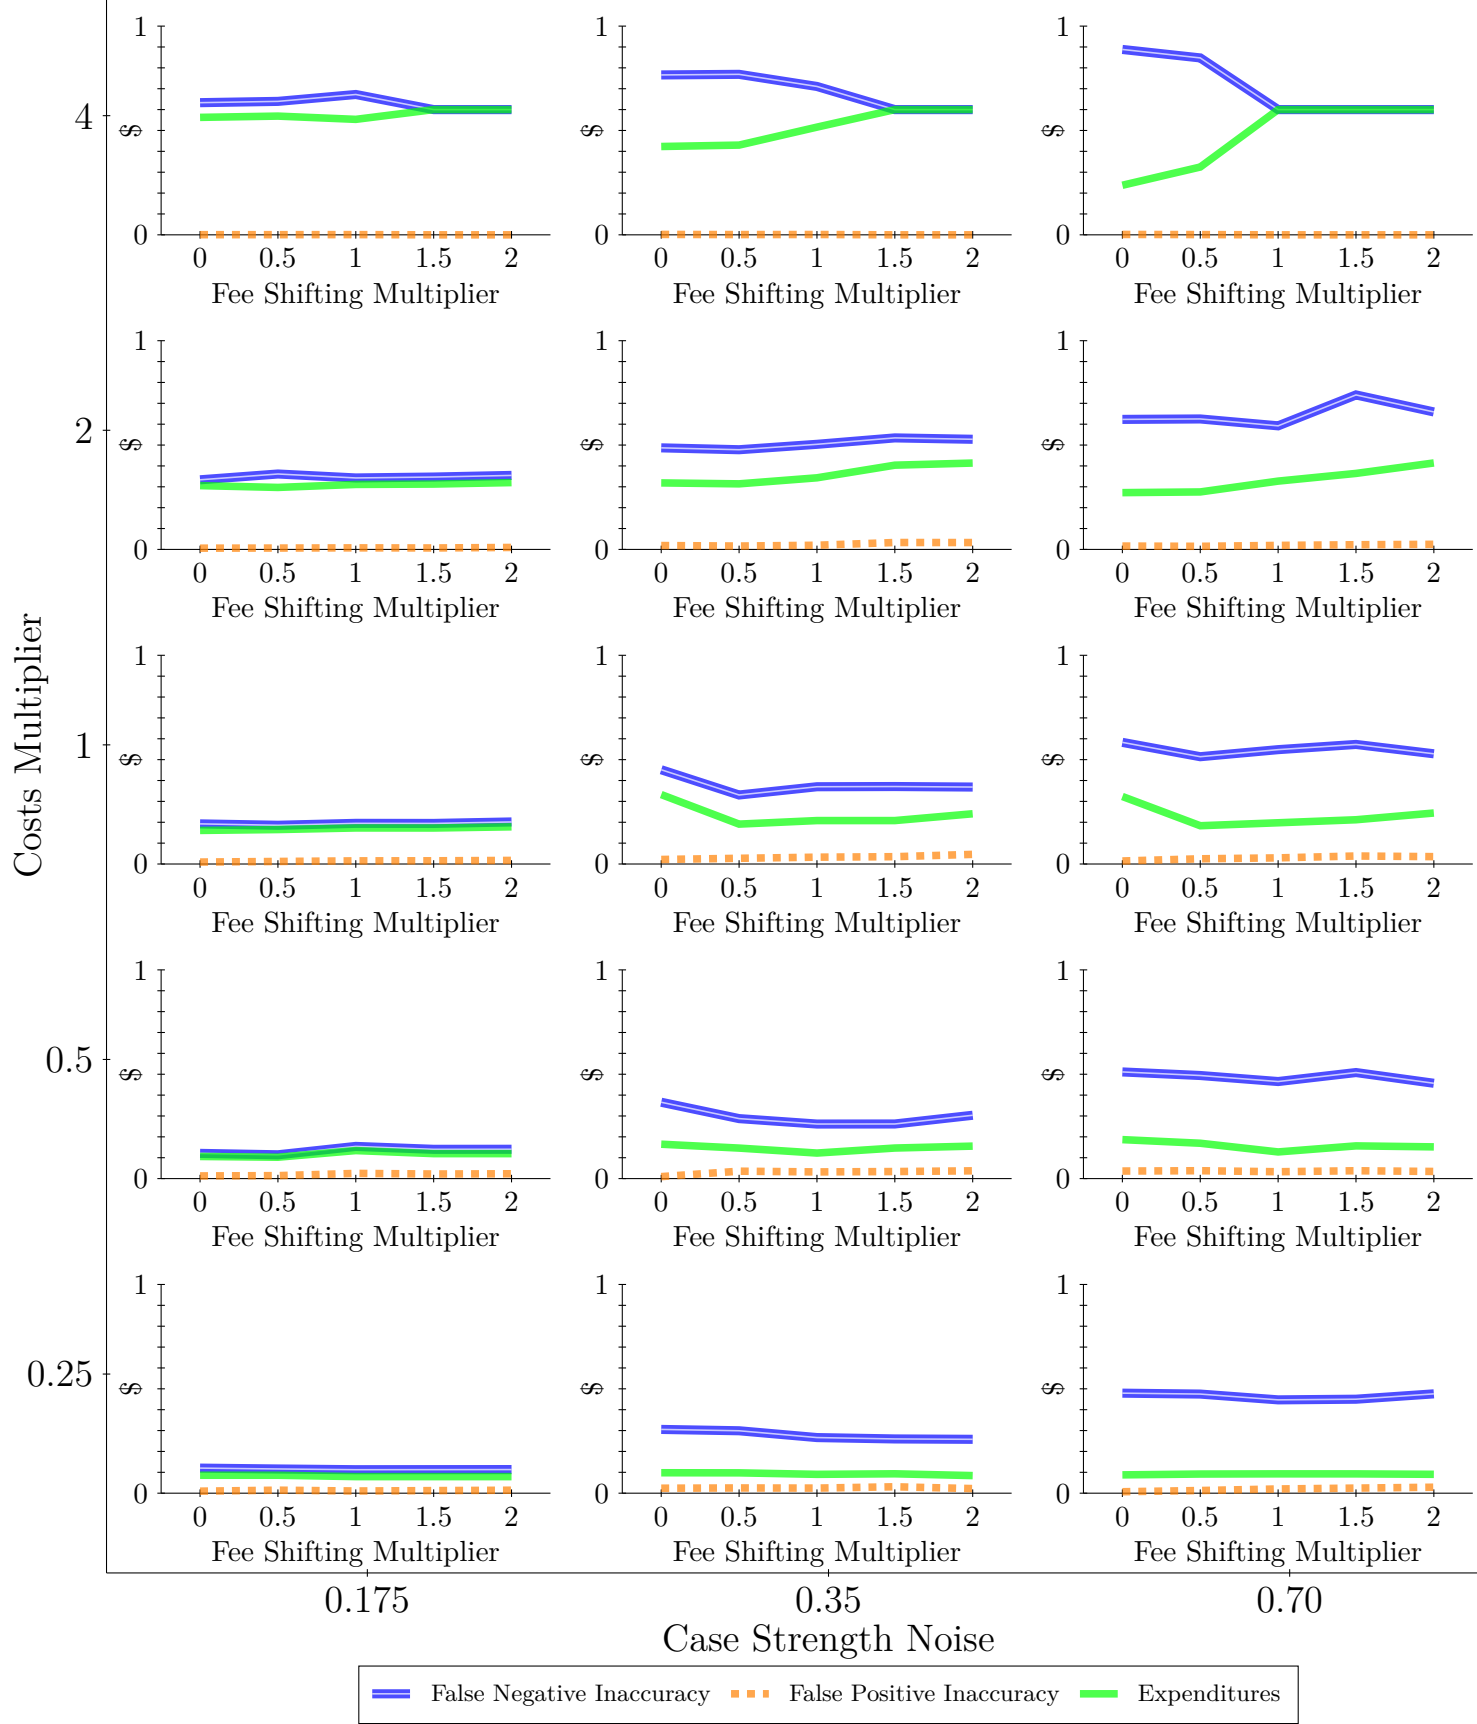 1
$
0
0 0.5 1 1.5 2
Fee Shifting Multiplier
1
$
0
0 0.5 1 1.5 2
Fee Shifting Multiplier
1
$
0
0 0.5 1 1.5 2
Fee Shifting Multiplier
4
1
$
0
0 0.5 1 1.5 2
Fee Shifting Multiplier
1
$
0
0 0.5 1 1.5 2
Fee Shifting Multiplier
1
$
0
0 0.5 1 1.5 2
Fee Shifting Multiplier
2
1
$
0
0 0.5 1 1.5 2
Fee Shifting Multiplier
1
$
0
0 0.5 1 1.5 2
Fee Shifting Multiplier
1
$
0
0 0.5 1 1.5 2
Fee Shifting Multiplier
1
Costs Multiplier
1
$
0
0 0.5 1 1.5 2
Fee Shifting Multiplier
1
$
0
0 0.5 1 1.5 2
Fee Shifting Multiplier
1
$
0
0 0.5 1 1.5 2
Fee Shifting Multiplier
0.5
1
$
0
0 0.5 1 1.5 2
Fee Shifting Multiplier
1
$
0
0 0.5 1 1.5 2
Fee Shifting Multiplier
1
$
0
0 0.5 1 1.5 2
Fee Shifting Multiplier
0.25
0.175 0.35 0.70
Case Strength Noise
False Negative Inaccuracy False Positive Inaccuracy Expenditures